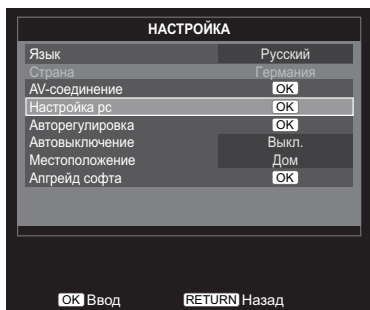 НАСТРОЙКА
Язык Русский
Страна Германия
AV-соединение OK
Настройка рс OK
Авторегулировка OK
Автовыключение Выкл.
Местоположение Дом
Апгрейд софта OK
OK Ввод RETURN Назад